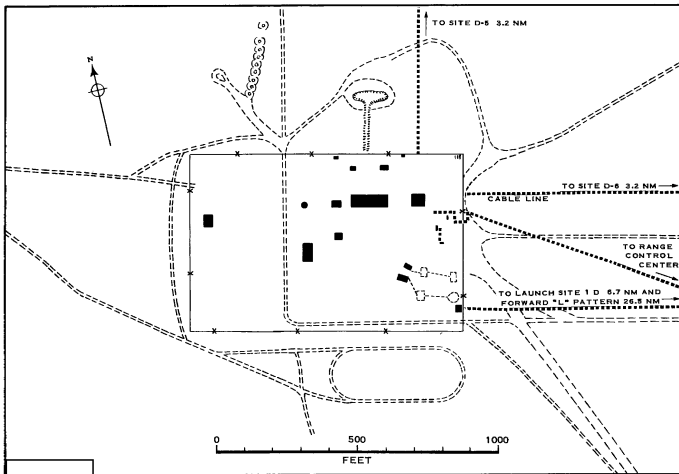 TO SITE D-5 3.2 NM
N
TO SITE D-6 3.2 NM
CABLE LINE
TO RANGE
CONTROL
CENTER
TO LAUNCH SITE 1 D 6.7 NM AND
FORWARD "L" PATTERN 26.5 NM
0 500 1000
FEET